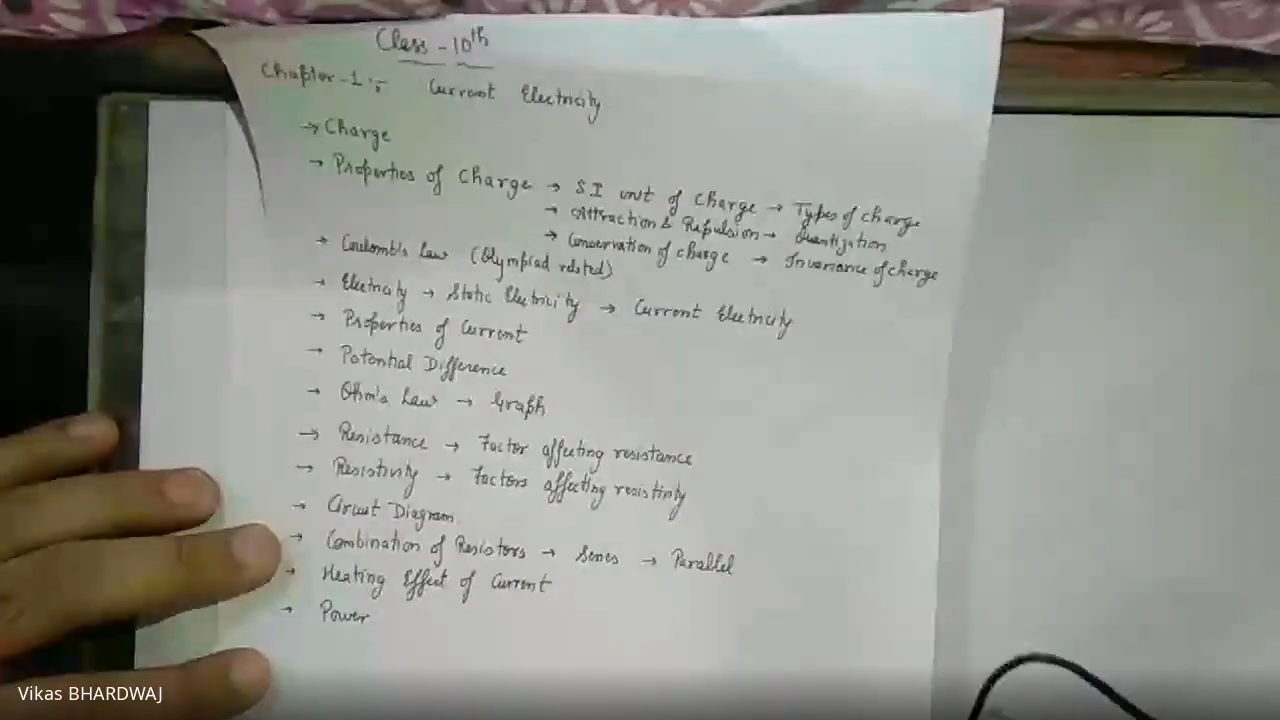 Class - 10th
Chapter - 1 :- Current Electricity
→ Charge
→ Properties of Charge → SI unit of Charge → Types of charge
→ Attraction & Repulsion → Quantization
→ Conservation of charge → Invariance of charge
→ Coulomb's Law (Olympiad related)
→ Electricity → Static Electricity → Current Electricity
→ Properties of Current
→ Potential Difference
→ Ohm's Law → Graph
→ Resistance → Factor affecting resistance
→ Resistivity → Factors affecting resistivity
→ Circuit Diagram
→ Combination of Resistors → Series → Parallel
→ Heating Effect of Current
→ Power
Vikas BHARDWAJ